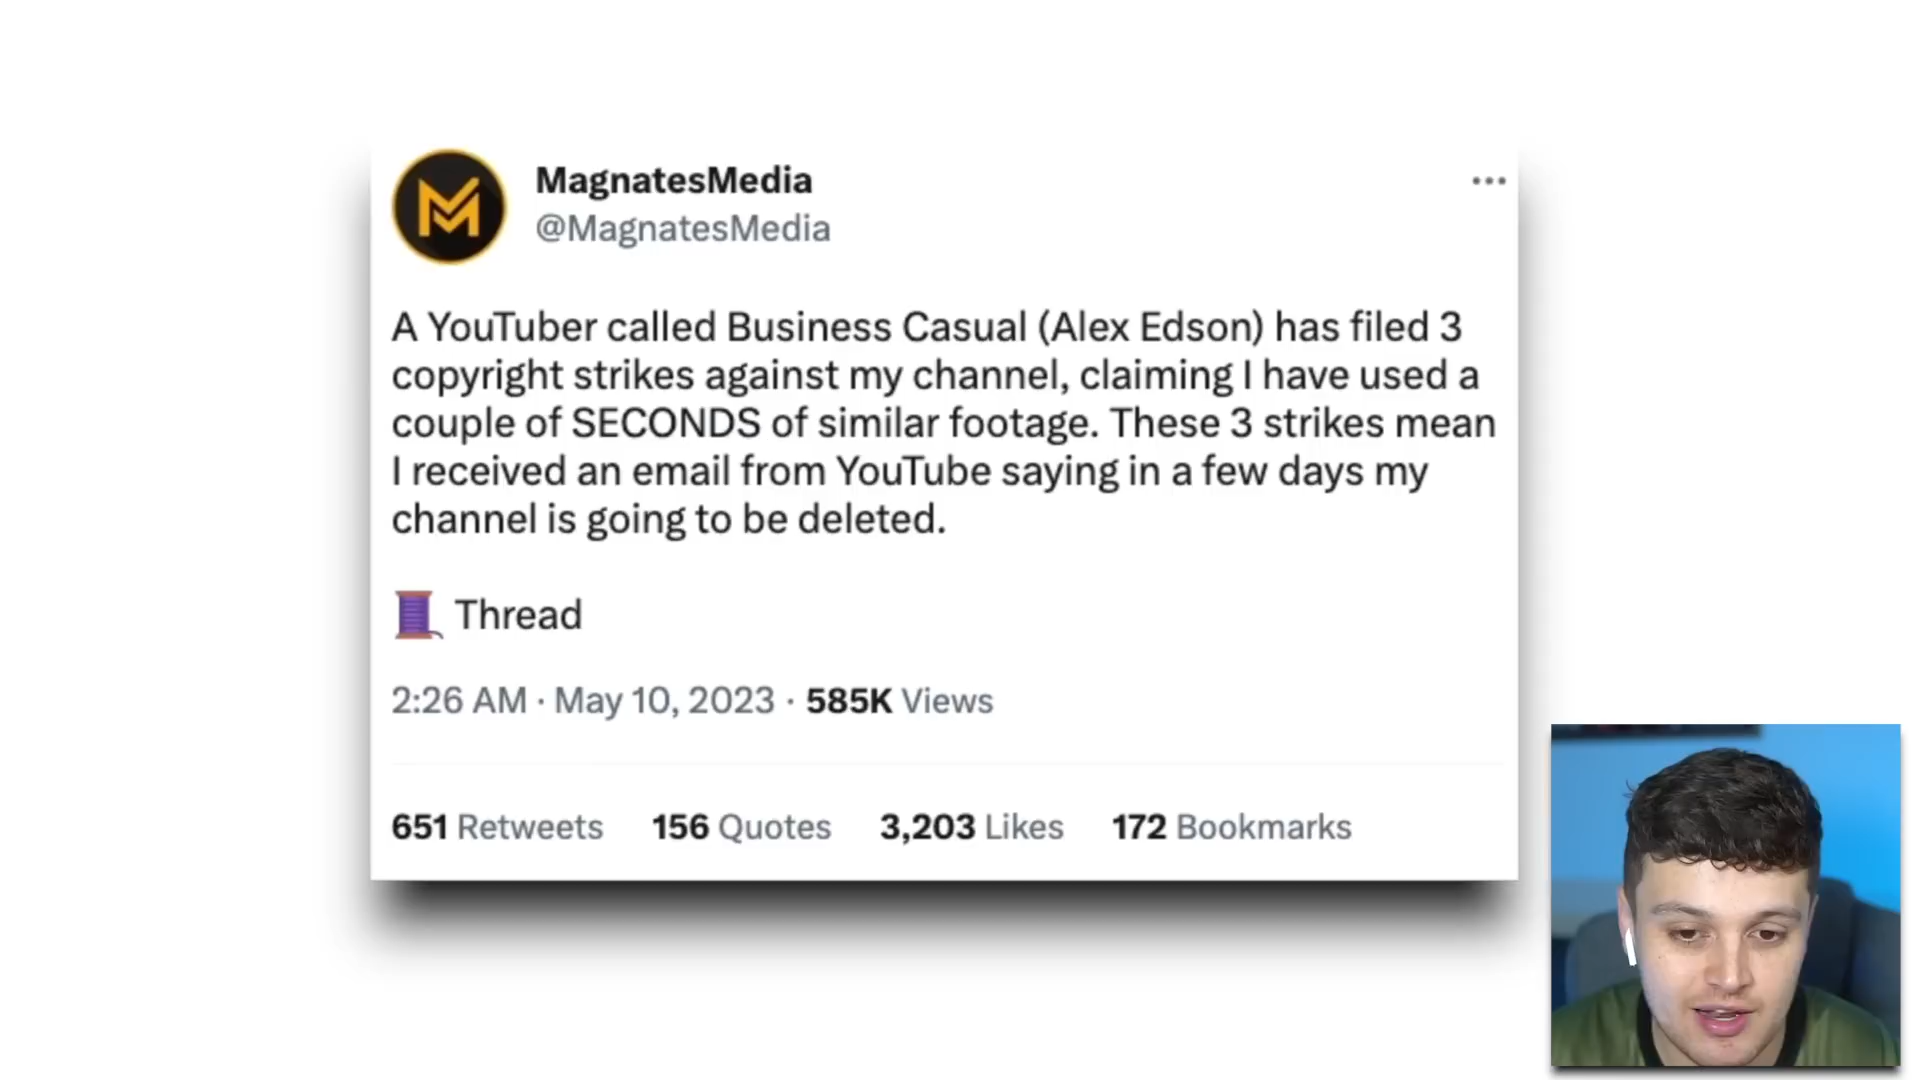 MagnatesMedia
@MagnatesMedia
A YouTuber called Business Casual (Alex Edson) has filed 3
copyright strikes against my channel, claiming I have used a
couple of SECONDS of similar footage. These 3 strikes mean
I received an email from YouTube saying in a few days my
channel is going to be deleted.
🧵 Thread
2:26 AM · May 10, 2023 · 585K Views
651 Retweets 156 Quotes 3,203 Likes 172 Bookmarks